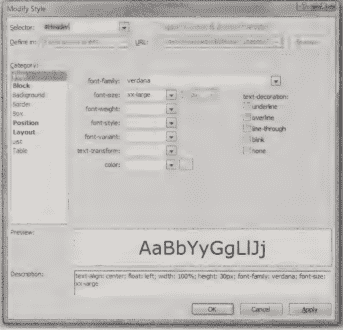 Modify Style
Selector:
Define in: URL:
Category:
Block
Background
Border
Box
Position
Layout
List
Table
font-family: verdana
font-size: xx-large
font-weight:
font-style:
font-variant:
text-transform:
color:
text-decoration:
underline
overline
line-through
blink
none
Preview:
AaBbYyGgLlJj
Description:
text-align: center; float: left; width: 100%; height: 30px; font-family: verdana; font-size:
xx-large
OK Cancel Apply